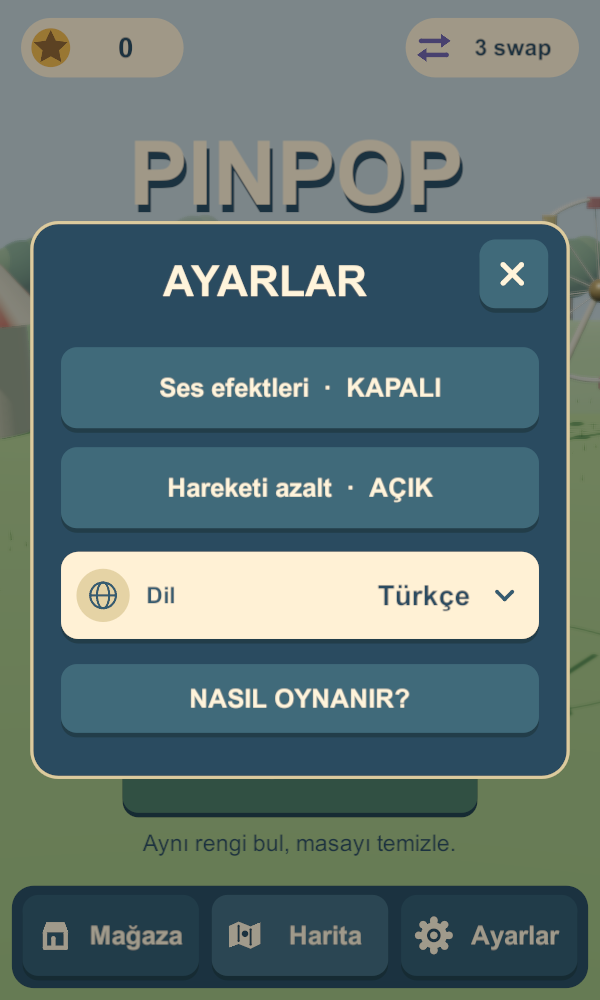 0
3 swap
PINPOP
AYARLAR
Ses efektleri · KAPALI
Hareketi azalt · AÇIK
Dil Türkçe
NASIL OYNANIR?
Aynı rengi bul, masayı temizle.
Mağaza Harita Ayarlar